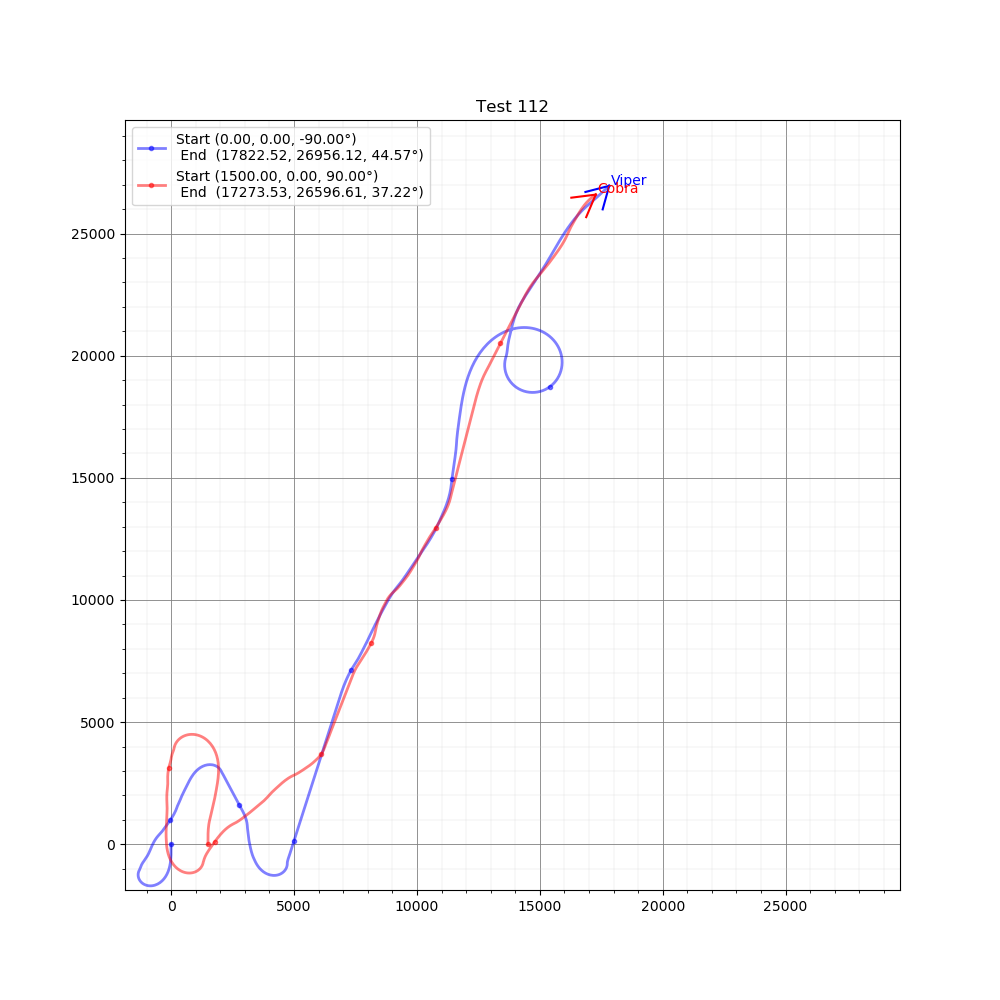 Test 112
Start (0.00, 0.00, -90.00°)
End (17822.52, 26956.12, 44.57°)
Start (1500.00, 0.00, 90.00°)
End (17273.53, 26596.61, 37.22°)
Viper
Cobra
25000
20000
15000
10000
5000
0
0 5000 10000 15000 20000 25000